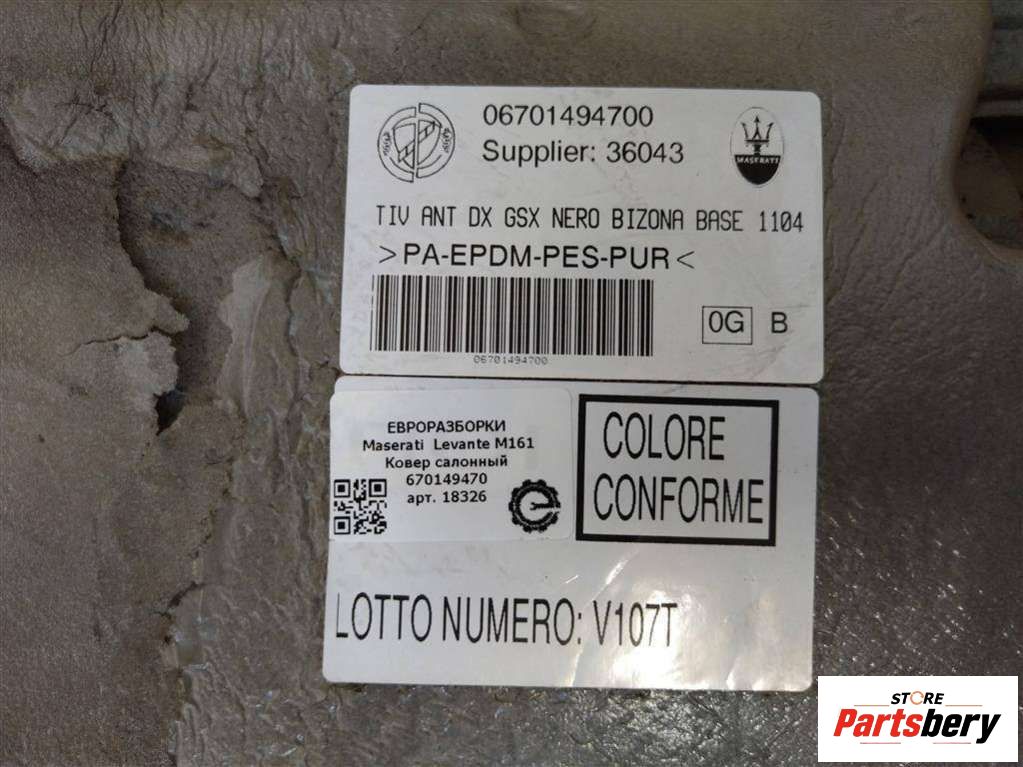 06701494700
Supplier: 36043
MASERATI
TIV ANT DX GSX NERO BIZONA BASE 1104
>PA-EPDM-PES-PUR<
0G B
06701494700
ЕВРОРАЗБОРКИ
Maserati Levante M161
Ковер салонный
670149470
арт. 18326
COLORE
CONFORME
LOTTO NUMERO: V107T
STORE
Partsbery